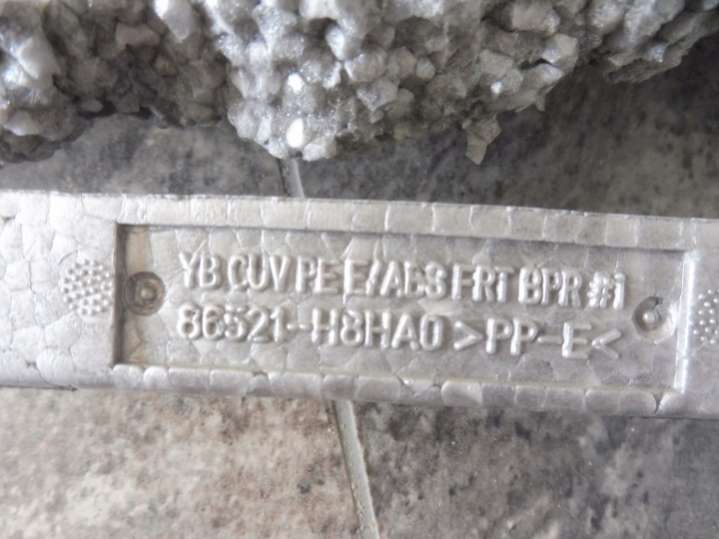 YB CUV PE E/ABS FRT BPR #1
86521-H8HA0 >PP-E<